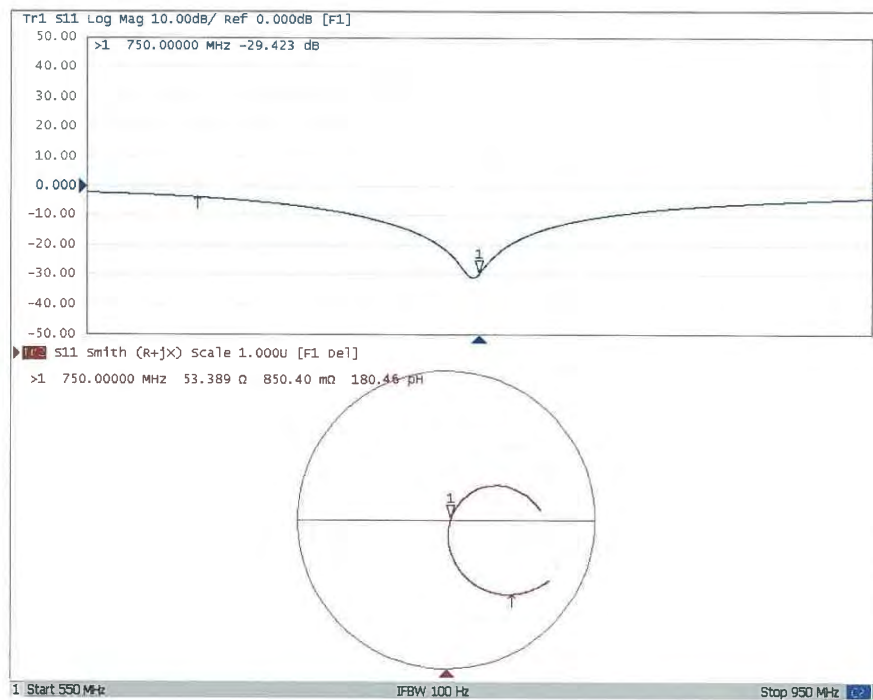 Tr1 S11 Log Mag 10.00dB/ Ref 0.000dB [F1]
50.00
>1 750.00000 MHz -29.423 dB
40.00
30.00
20.00
10.00
0.000
-10.00
-20.00
1
-30.00
-40.00
-50.00
Tr2 S11 Smith (R+jX) Scale 1.000U [F1 Del]
>1 750.00000 MHz 53.389 Ω 850.40 mΩ 180.46 pH
1
1 Start 550 MHz IFBW 100 Hz Stop 950 MHz